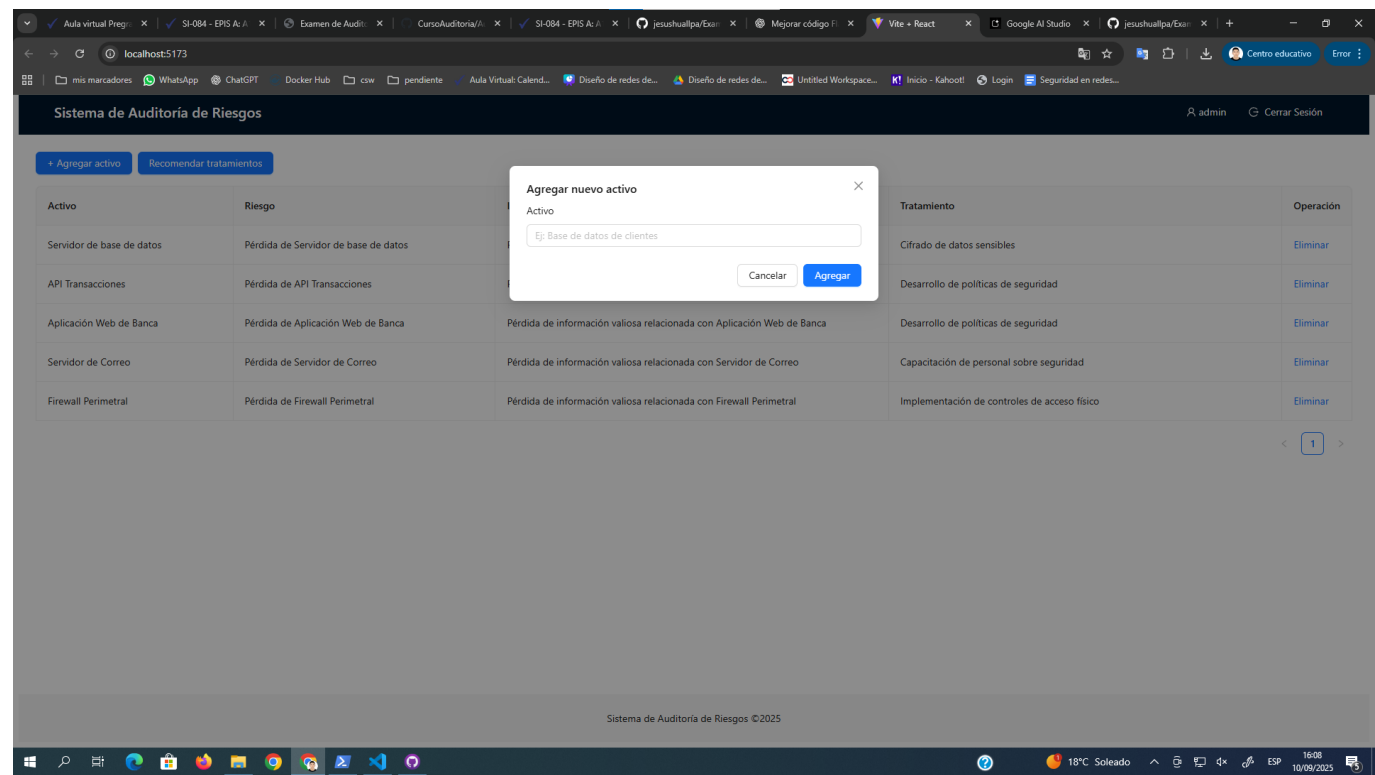 Aula virtual Pregr
SI-084 - EPIS A: A
Examen de Audito
CursoAuditoria/A
SI-084 - EPIS A: A
jesushuallpa/Exam
Mejorar código Fl
Vite + React
Google AI Studio
jesushuallpa/Exam
localhost:5173
Centro educativo
Error
mis marcadores
WhatsApp
ChatGPT
Docker Hub
csw
pendiente
Aula Virtual: Calend...
Diseño de redes de...
Diseño de redes de...
Untitled Workspace...
Inicio - Kahoot!
Login
Seguridad en redes...
Sistema de Auditoría de Riesgos
admin
Cerrar Sesión
+ Agregar activo
Recomendar tratamientos
Agregar nuevo activo
Activo
Ej: Base de datos de clientes
Cancelar
Agregar
Activo
Riesgo
Tratamiento
Operación
Servidor de base de datos
Pérdida de Servidor de base de datos
Cifrado de datos sensibles
Eliminar
API Transacciones
Pérdida de API Transacciones
Desarrollo de políticas de seguridad
Eliminar
Aplicación Web de Banca
Pérdida de Aplicación Web de Banca
Pérdida de información valiosa relacionada con Aplicación Web de Banca
Desarrollo de políticas de seguridad
Eliminar
Servidor de Correo
Pérdida de Servidor de Correo
Pérdida de información valiosa relacionada con Servidor de Correo
Capacitación de personal sobre seguridad
Eliminar
Firewall Perimetral
Pérdida de Firewall Perimetral
Pérdida de información valiosa relacionada con Firewall Perimetral
Implementación de controles de acceso físico
Eliminar
1
Sistema de Auditoría de Riesgos ©2025
18°C Soleado
ESP
16:08
10/09/2025
5